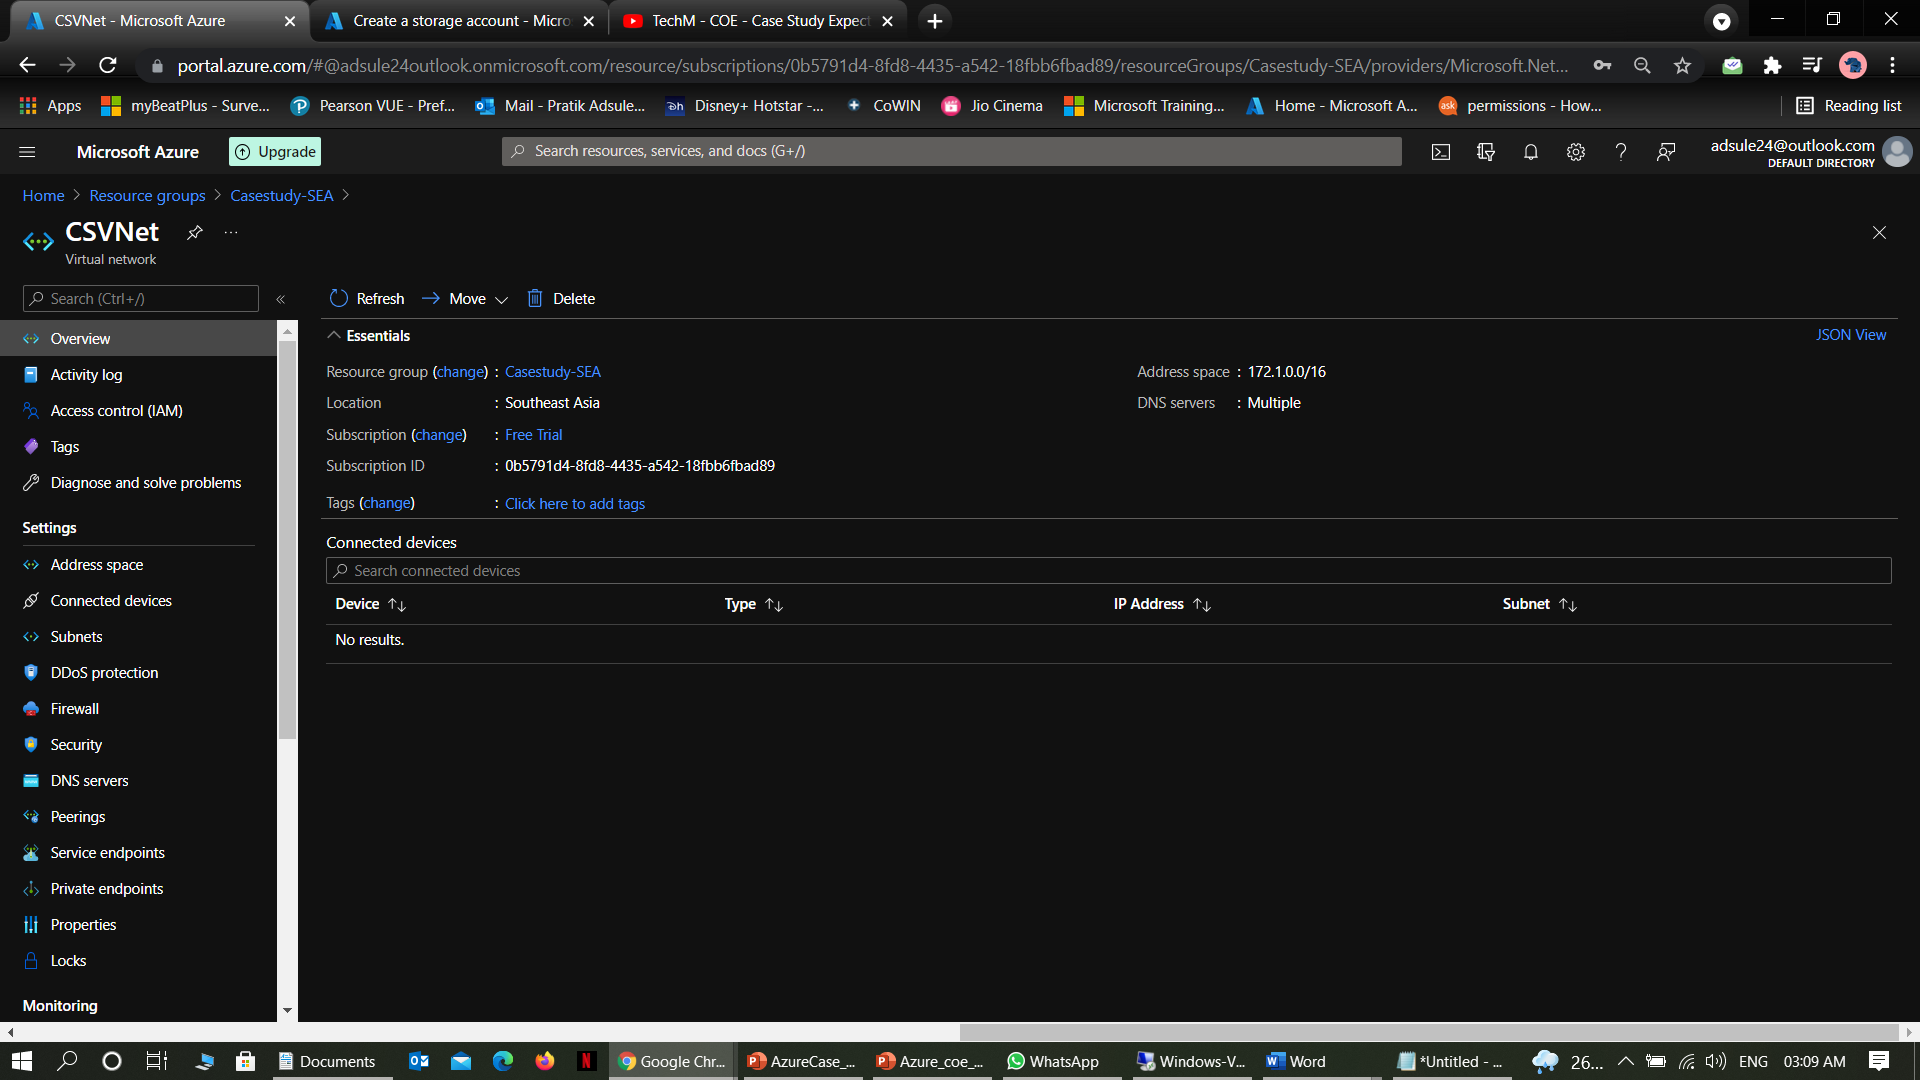 CSVNet - Microsoft Azure
Create a storage account - Micro
TechM - COE - Case Study Expect
portal.azure.com/#@adsule24outlook.onmicrosoft.com/resource/subscriptions/0b5791d4-8fd8-4435-a542-18fbb6fbad89/resourceGroups/Casestudy-SEA/providers/Microsoft.Net...
Apps
myBeatPlus - Surve...
Pearson VUE - Pref...
Mail - Pratik Adsule...
Disney+ Hotstar -...
CoWIN
Jio Cinema
Microsoft Training...
Home - Microsoft A...
ask
permissions - How...
Reading list
Microsoft Azure
Upgrade
Search resources, services, and docs (G+/)
adsule24@outlook.com
DEFAULT DIRECTORY
Home > Resource groups > Casestudy-SEA >
CSVNet
...
Virtual network
Search (Ctrl+/)
«
Refresh
Move
Delete
Overview
Activity log
Access control (IAM)
Tags
Diagnose and solve problems
Settings
Address space
Connected devices
Subnets
DDoS protection
Firewall
Security
DNS servers
Peerings
Service endpoints
Private endpoints
Properties
Locks
Monitoring
Essentials
JSON View
Resource group (change) : Casestudy-SEA
Location : Southeast Asia
Subscription (change) : Free Trial
Subscription ID : 0b5791d4-8fd8-4435-a542-18fbb6fbad89
Tags (change) : Click here to add tags
Address space : 172.1.0.0/16
DNS servers : Multiple
Connected devices
Search connected devices
Device
Type
IP Address
Subnet
No results.
Documents
Google Chr...
AzureCase_...
Azure_coe_...
WhatsApp
Windows-V...
Word
*Untitled - ...
26...
ENG
03:09 AM